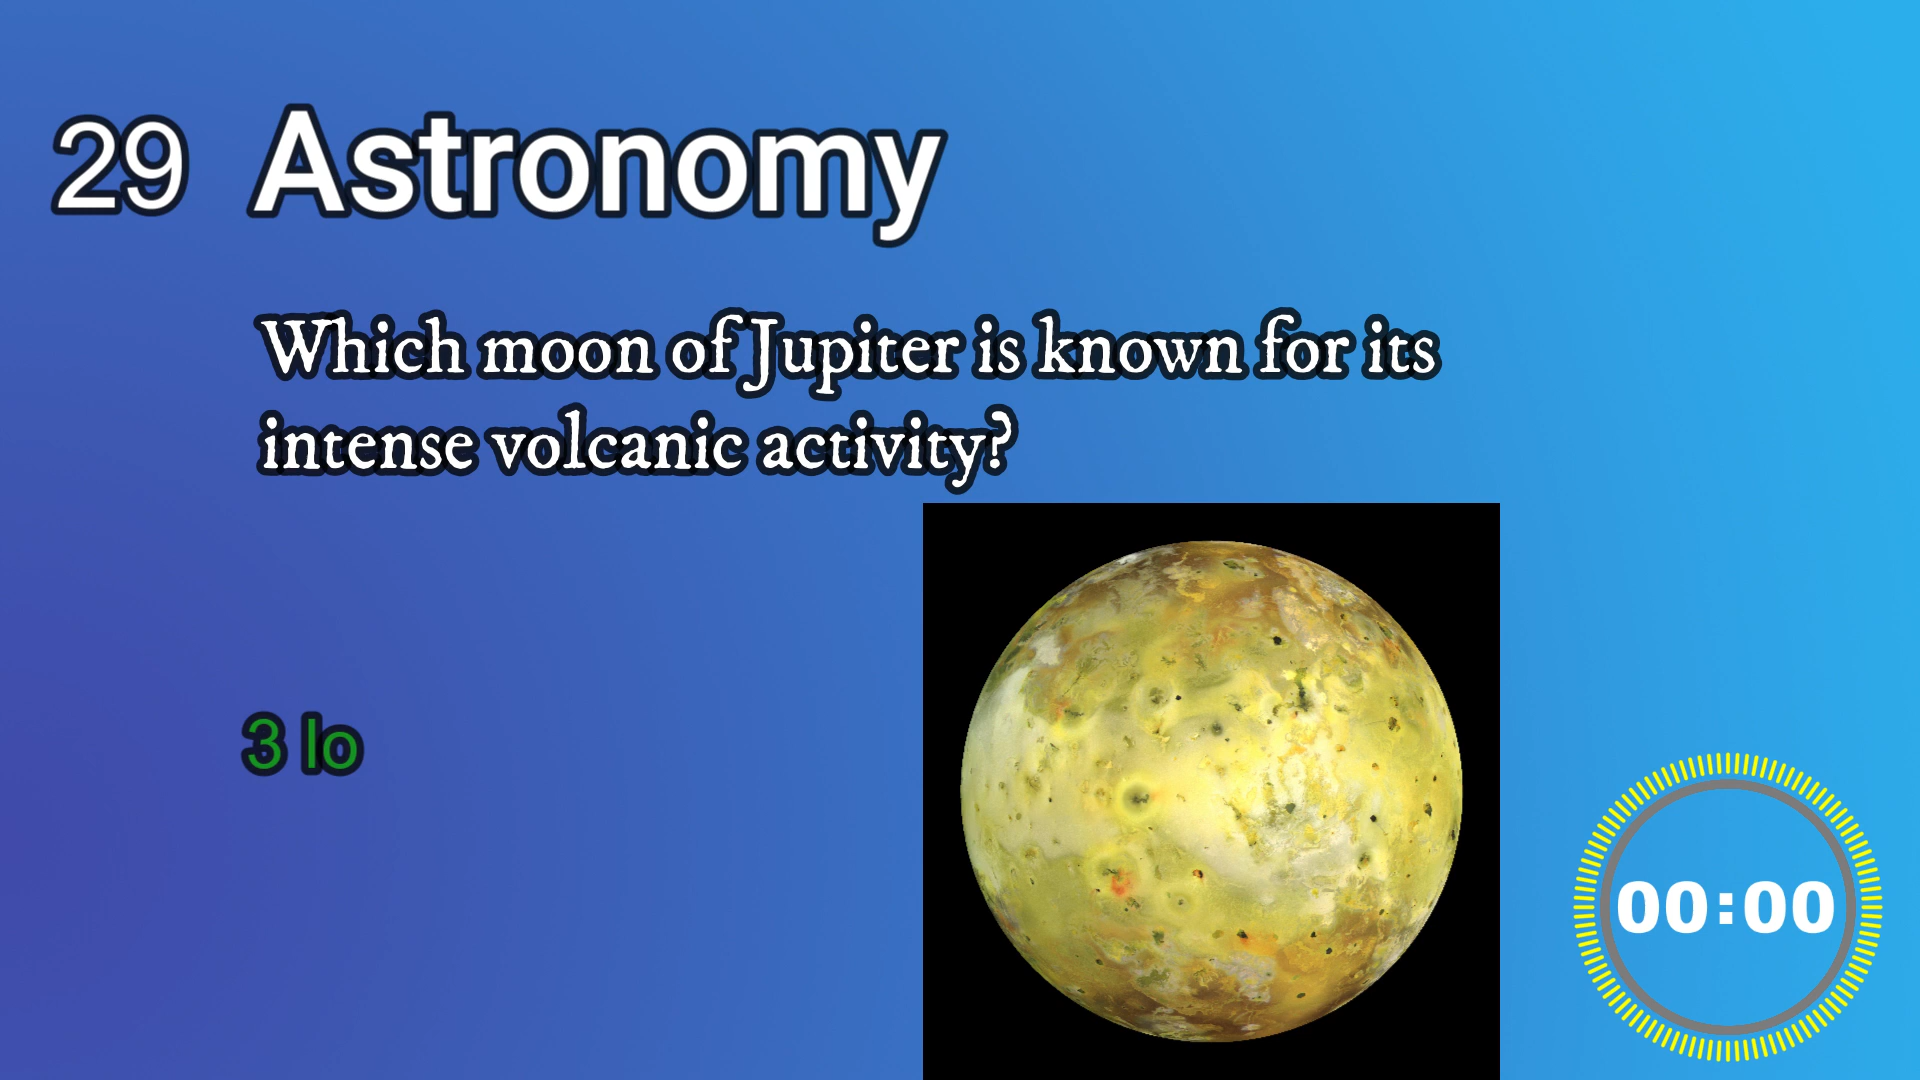 29 Astronomy
Which moon of Jupiter is known for its
intense volcanic activity?
3 Io
00:00